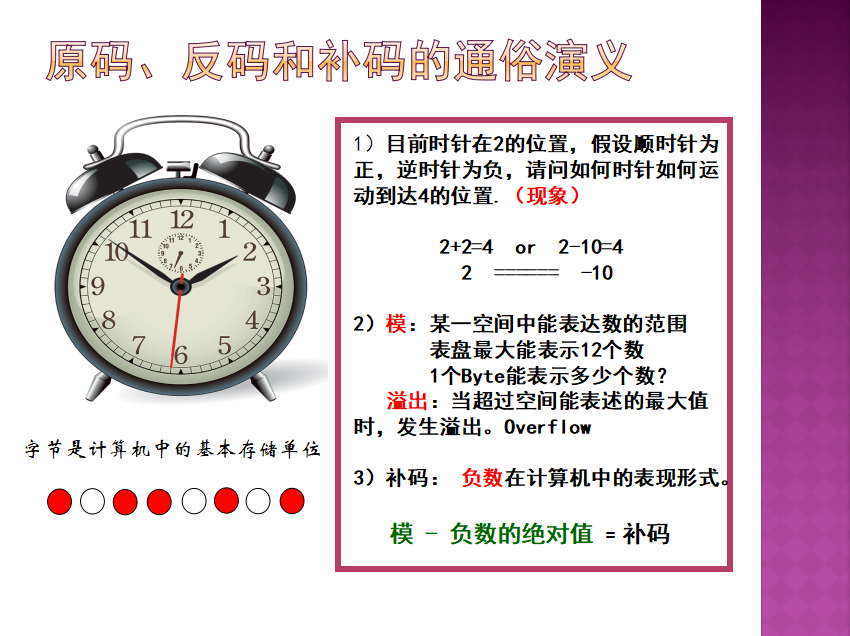 原码、反码和补码的通俗演义
12
1
2
3
4
5
6
7
8
9
10
11
字节是计算机中的基本存储单位
1）目前时针在2的位置，假设顺时针为
正，逆时针为负，请问如何时针如何运
动到达4的位置.（现象）
2+2=4 or 2-10=4
2 ====== -10
2）模：某一空间中能表达数的范围
表盘最大能表示12个数
1个Byte能表示多少个数？
溢出：当超过空间能表述的最大值
时，发生溢出。Overflow
3）补码： 负数在计算机中的表现形式。
模 - 负数的绝对值 = 补码